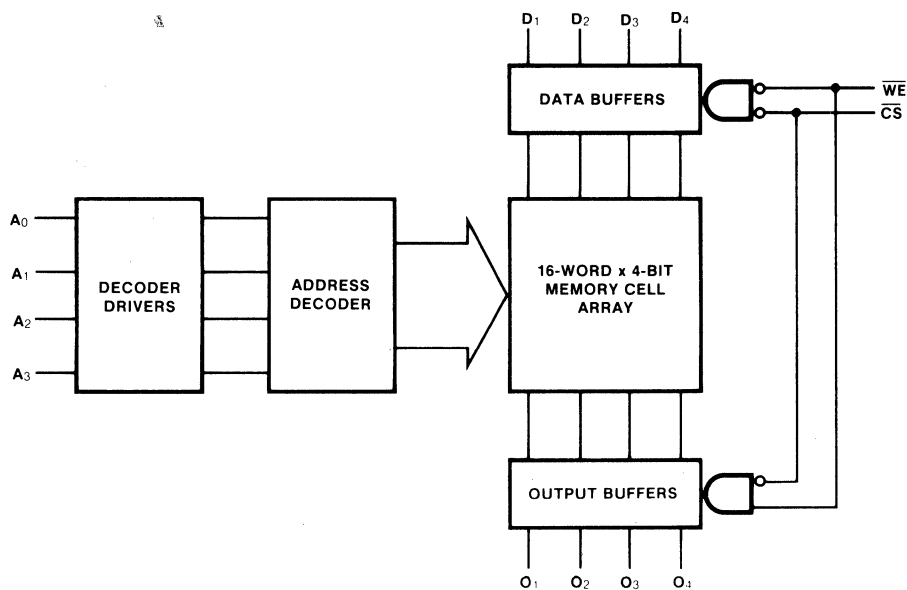 D1 D2 D3 D4
DATA BUFFERS
WE
CS
A0
A1
A2
A3
DECODER
DRIVERS
ADDRESS
DECODER
16-WORD x 4-BIT
MEMORY CELL
ARRAY
OUTPUT BUFFERS
O1 O2 O3 O4